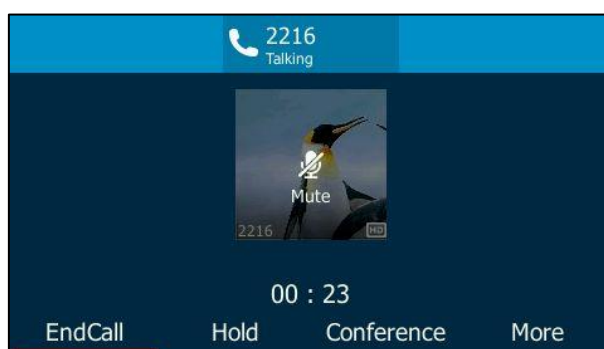 2216
Talking
Mute
2216 HD
00 : 23
EndCall Hold Conference More